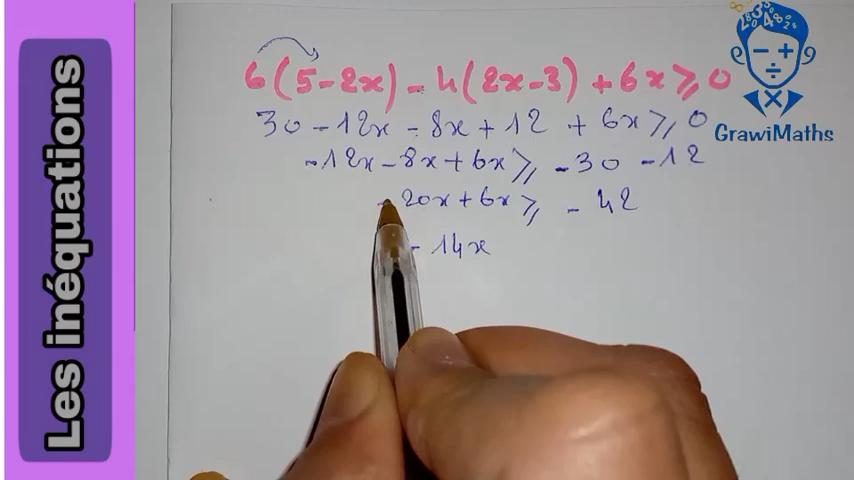 Les inéquations
6(5-2x)-4(2x-3)+6x⩾0
30-12x-8x+12+6x⩾0
-12x-8x+6x⩾-30-12
-20x+6x⩾-42
-14x
GrawiMaths